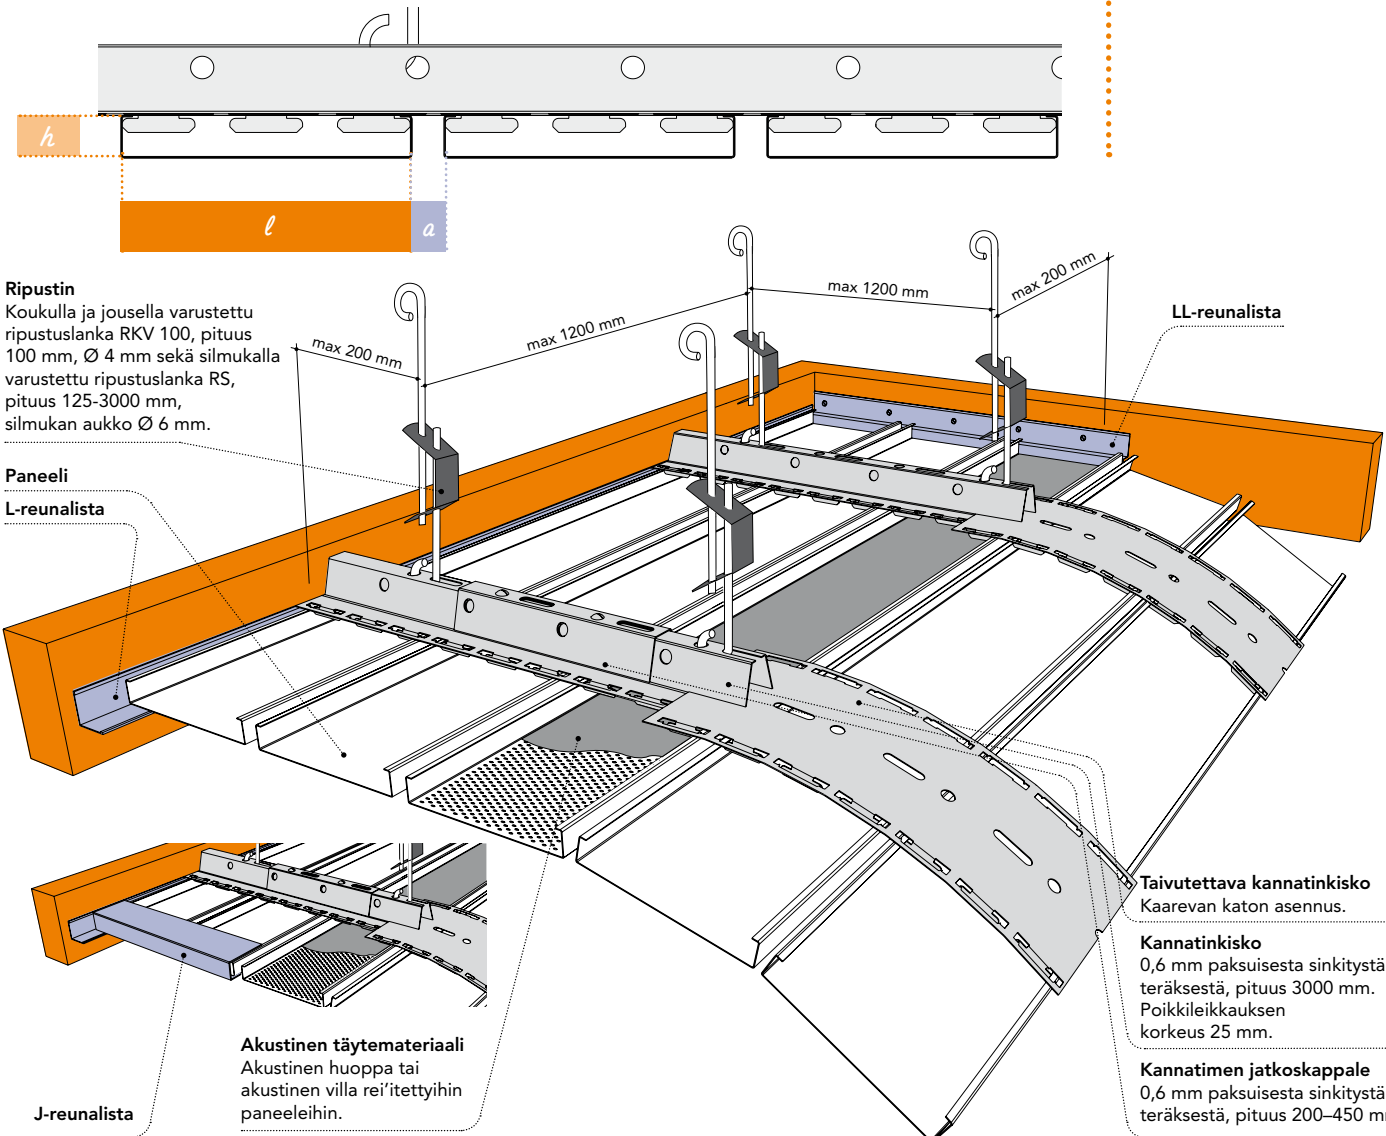 h
l
a
Ripustin
Koukulla ja jousella varustettu
ripustuslanka RKV 100, pituus
100 mm, Ø 4 mm sekä silmukalla
varustettu ripustuslanka RS,
pituus 125-3000 mm,
silmukan aukko Ø 6 mm.
max 200 mm
max 1200 mm
max 1200 mm
max 200 mm
LL-reunalista
Paneeli
L-reunalista
Taivutettava kannatinkisko
Kaarevan katon asennus.
Kannatinkisko
0,6 mm paksuisesta sinkitystä
teräksestä, pituus 3000 mm.
Poikkileikkauksen
korkeus 25 mm.
Kannatimen jatkoskappale
0,6 mm paksuisesta sinkitystä
teräksestä, pituus 200–450 m
Akustinen täytemateriaali
Akustinen huoppa tai
akustinen villa rei’itettyihin
paneeleihin.
J-reunalista